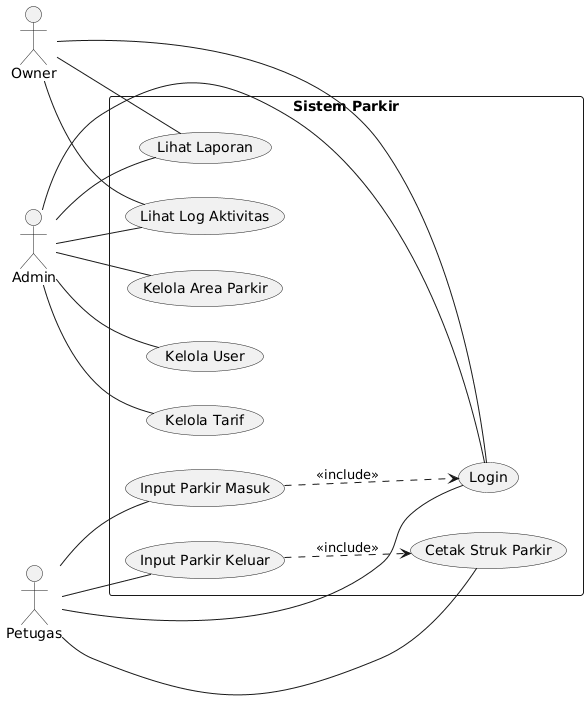 Owner
Sistem Parkir
Lihat Laporan
Lihat Log Aktivitas
Admin
Kelola Area Parkir
Kelola User
Kelola Tarif
Input Parkir Masuk
«include»
Login
Input Parkir Keluar
«include»
Cetak Struk Parkir
Petugas